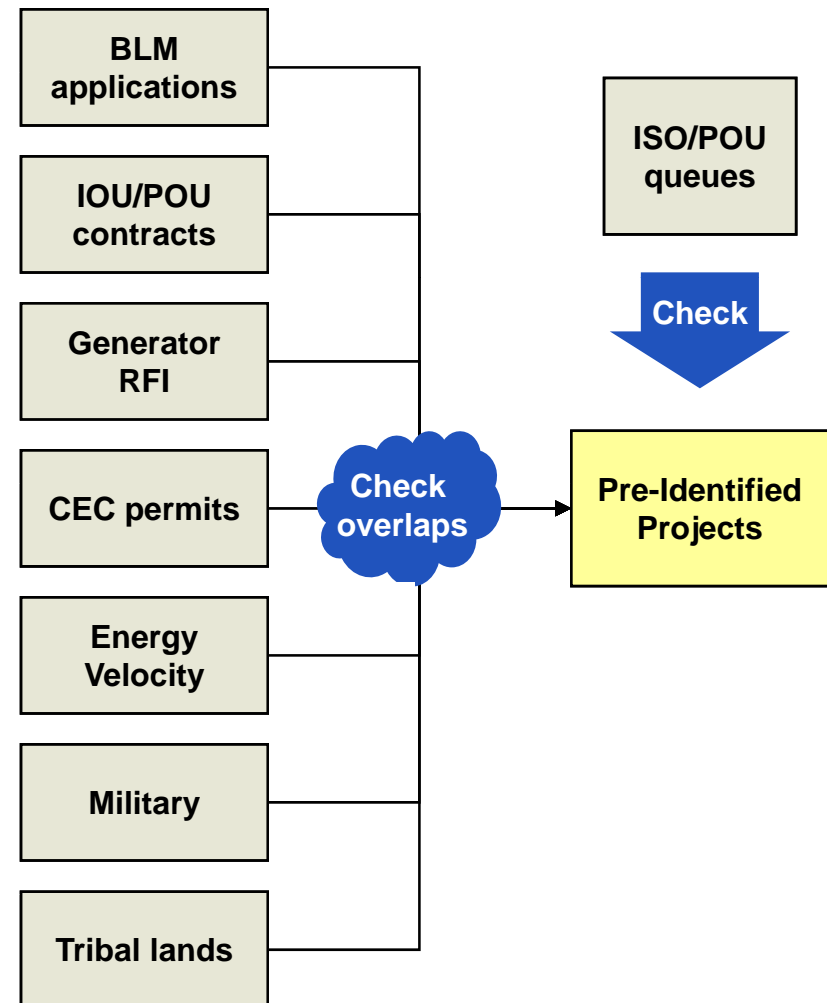 BLM
applications
IOU/POU
contracts
Generator
RFI
CEC permits
Energy
Velocity
Military
Tribal lands
Check
overlaps
ISO/POU
queues
Check
Pre-Identified
Projects